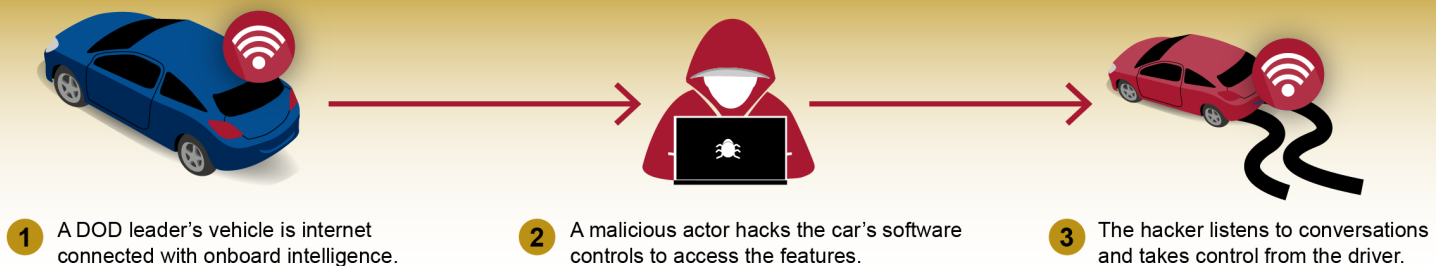 1
A DOD leader's vehicle is internet
connected with onboard intelligence.
2
A malicious actor hacks the car's software
controls to access the features.
3
The hacker listens to conversations
and takes control from the driver.